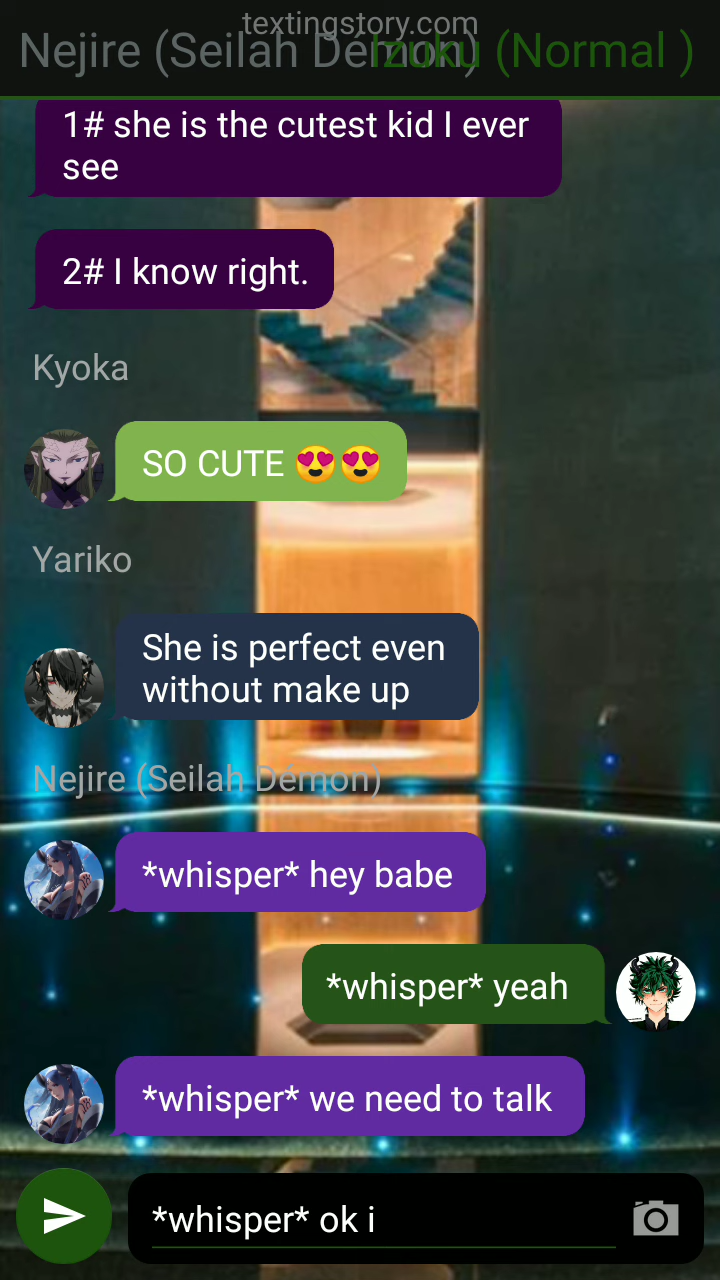 textingstory.com
Nejire (Seilah Démon)
Izuku (Normal )
1# she is the cutest kid I ever
see
2# I know right.
Kyoka
SO CUTE 😍😍
Yariko
She is perfect even
without make up
Nejire (Seilah Démon)
*whisper* hey babe
*whisper* yeah
*whisper* we need to talk
*whisper* ok i